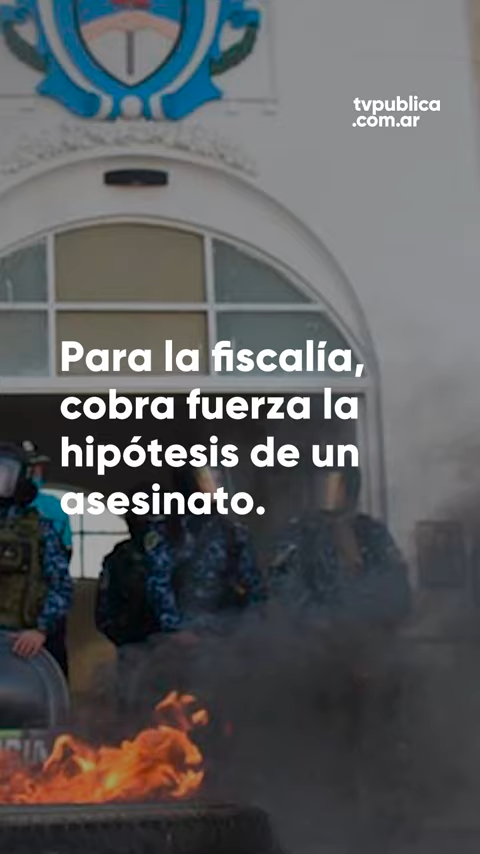 tvpublica
.com.ar
Para la fiscalía,
cobra fuerza la
hipótesis de un
asesinato.